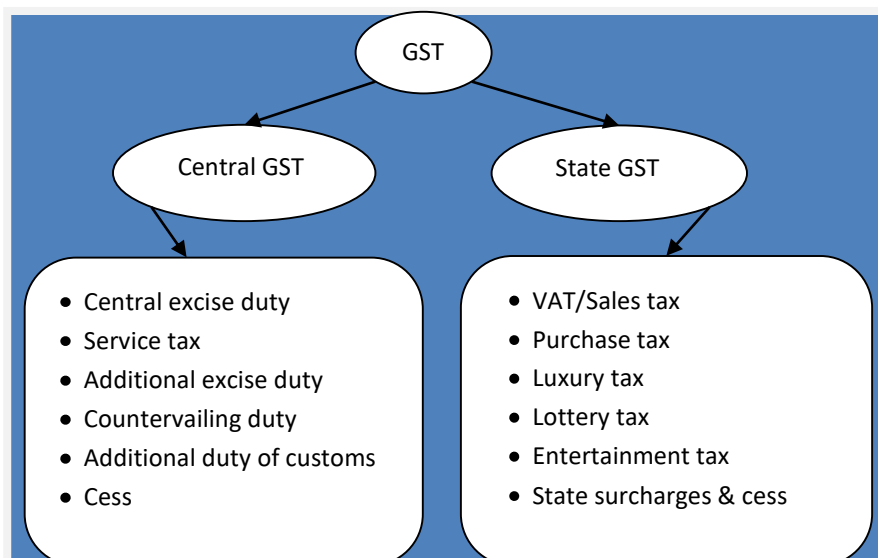 GST
Central GST
State GST
• Central excise duty
• Service tax
• Additional excise duty
• Countervailing duty
• Additional duty of customs
• Cess
• VAT/Sales tax
• Purchase tax
• Luxury tax
• Lottery tax
• Entertainment tax
• State surcharges & cess